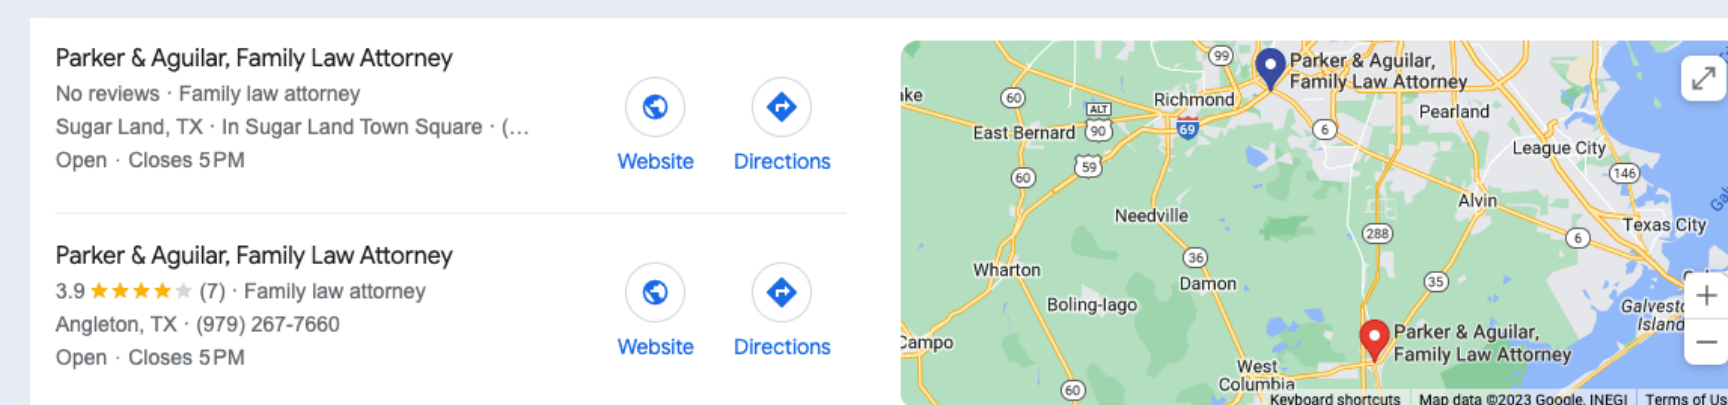 Parker & Aguilar, Family Law Attorney
No reviews · Family law attorney
Sugar Land, TX · In Sugar Land Town Square · (...
Open · Closes 5 PM
Website
Directions
Parker & Aguilar, Family Law Attorney
3.9 (7) · Family law attorney
Angleton, TX · (979) 267-7660
Open · Closes 5 PM
Website
Directions
99
Parker & Aguilar,
Family Law Attorney
ake
60
Richmond
ALT
90
69
East Bernard
6
Pearland
League City
59
60
146
Needville
Alvin
Texas City
288
6
36
Wharton
Damon
35
Boling-Iago
Galvesto
Island
Campo
Parker & Aguilar,
Family Law Attorney
West
Columbia
60
Keyboard shortcuts
Map data ©2023 Google, INEGI
Terms of Us